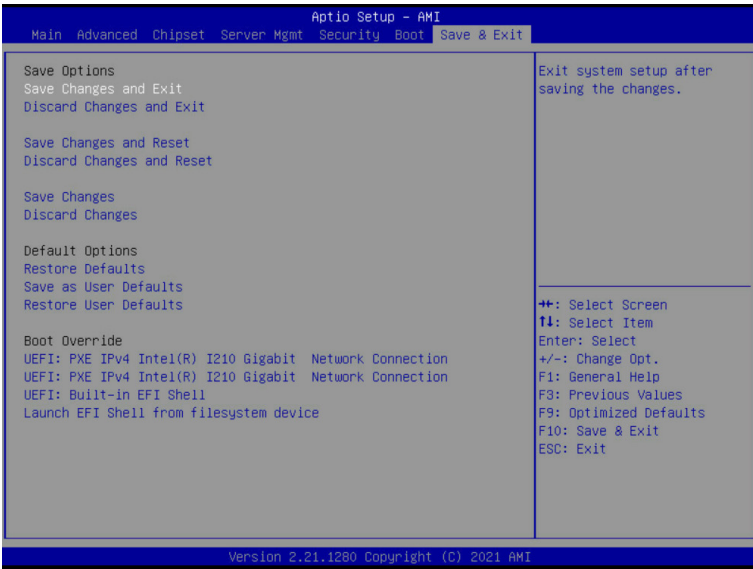 Aptio Setup – AMI
Main Advanced Chipset Server Mgmt Security Boot Save & Exit
Save Options
Save Changes and Exit
Discard Changes and Exit
Save Changes and Reset
Discard Changes and Reset
Save Changes
Discard Changes
Default Options
Restore Defaults
Save as User Defaults
Restore User Defaults
Boot Override
UEFI: PXE IPv4 Intel(R) I210 Gigabit Network Connection
UEFI: PXE IPv4 Intel(R) I210 Gigabit Network Connection
UEFI: Built-in EFI Shell
Launch EFI Shell from filesystem device
Exit system setup after
saving the changes.
→←: Select Screen
↑↓: Select Item
Enter: Select
+/-: Change Opt.
F1: General Help
F3: Previous Values
F9: Optimized Defaults
F10: Save & Exit
ESC: Exit
Version 2.21.1280 Copyright (C) 2021 AMI